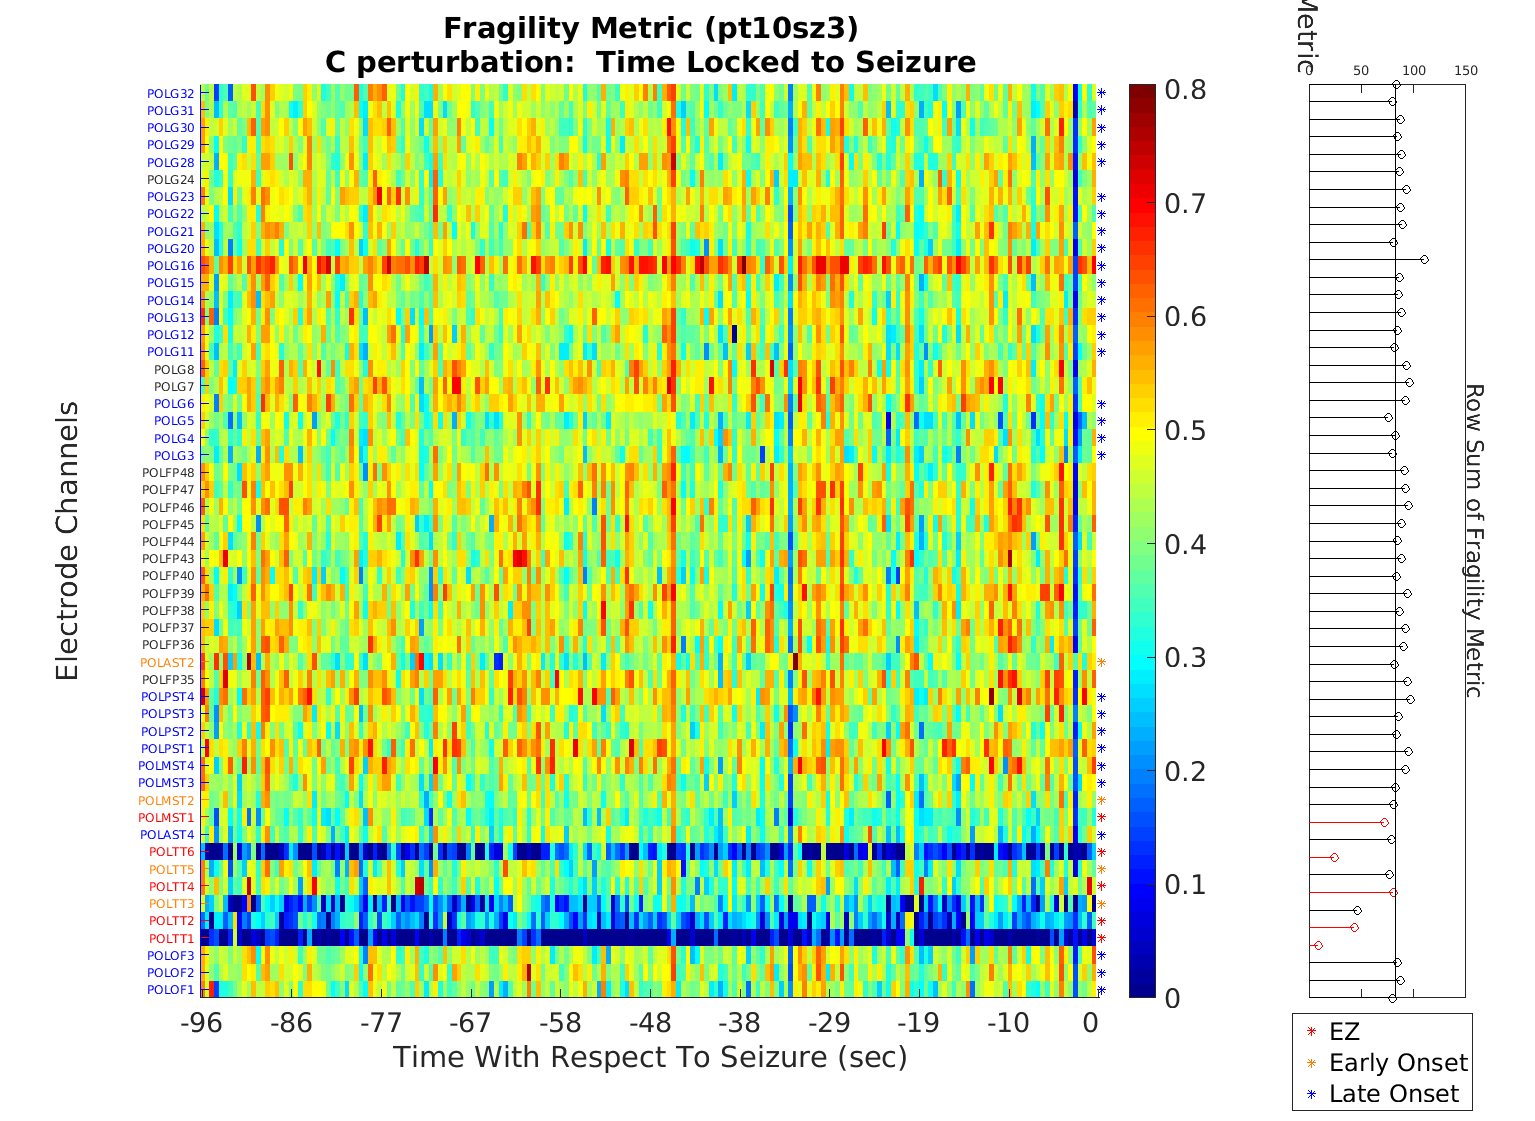 Fragility Metric (pt10sz3)
C perturbation:  Time Locked to Seizure
Electrode Channels
POLG32
POLG31
POLG30
POLG29
POLG28
POLG24
POLG23
POLG22
POLG21
POLG20
POLG16
POLG15
POLG14
POLG13
POLG12
POLG11
POLG8
POLG7
POLG6
POLG5
POLG4
POLG3
POLFP48
POLFP47
POLFP46
POLFP45
POLFP44
POLFP43
POLFP40
POLFP39
POLFP38
POLFP37
POLFP36
POLAST2
POLFP35
POLPST4
POLPST3
POLPST2
POLPST1
POLMST4
POLMST3
POLMST2
POLMST1
POLAST4
POLTT6
POLTT5
POLTT4
POLTT3
POLTT2
POLTT1
POLOF3
POLOF2
POLOF1
-96 -86 -77 -67 -58 -48 -38 -29 -19 -10 0
Time With Respect To Seizure (sec)
0.8
0.7
0.6
0.5
0.4
0.3
0.2
0.1
0
Metric
0 50 100 150
Row Sum of Fragility Metric
EZ
Early Onset
Late Onset